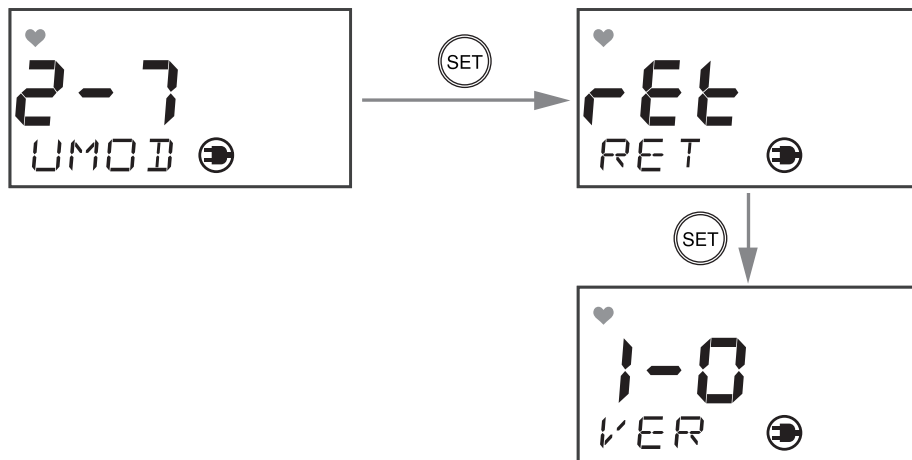 2-7
UMOD
SET
rEt
RET
SET
1-0
VER